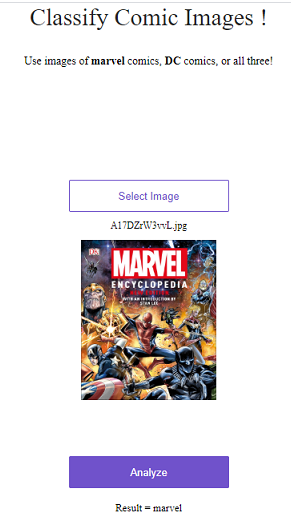 Classify Comic Images !
Use images of marvel comics, DC comics, or all three!
Select Image
A17DZrW3vvL.jpg
DK
MARVEL
ENCYCLOPEDIA
WITH AN INTRODUCTION BY
STAN LEE
Analyze
Result = marvel